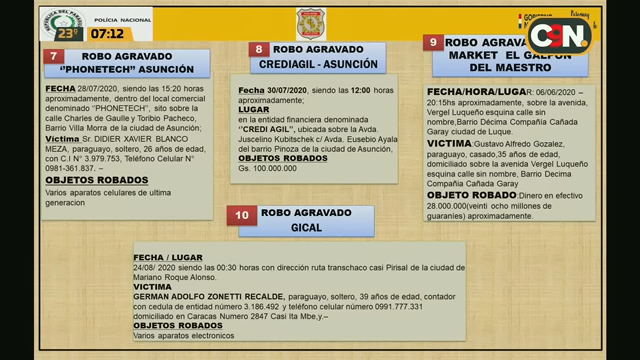 POLICÍA NACIONAL
23º 07:12
7 ROBO AGRAVADO
‘’PHONETECH’’ ASUNCIÓN
FECHA 28/07/2020, siendo las 15:20 horas
aproximadamente, dentro del local comercial
denominado ‘’PHONETECH’’, sito sobre la
calle Charles de Gaulle y Toribio Pacheco,
Barrio Villa Morra de la ciudad de Asunción;
Víctima Sr. DIDIER XAVIER BLANCO
MEZA, paraguayo, soltero, 26 años de edad,
con C.I N° 3.979.753, Teléfono Celular N°
0981-361.837. –
OBJETOS ROBADOS
Varios aparatos celulares de ultima
generacion
8 ROBO AGRAVADO
CREDIAGIL - ASUNCIÓN
Fecha 30/07/2020, siendo las 12:00 horas
aproximadamente;
LUGAR
en la entidad financiera denominada
‘’CREDI AGIL’’, ubicada sobre la Avda.
Juscelino Kubitschek c/ Avda. Eusebio Ayala
del barrio Pinoza de la ciudad de Asunción,
OBJETOS ROBADOS
Gs. 100.000.000
C9N
9 ROBO AGRAVA
MARKET EL GALPON
DEL MAESTRO
FECHA/HORA/LUGAR: 06/06/2020 –
20:15hs aproximadamente, sobre la avenida,
Vergel Luqueño esquina calle sin
nombre,Barrio Décima Compañía Cañada
Garay ciudad de Luque.
VICTIMA:Gustavo Alfredo Gozalez,
paraguayo, casado,35 años de edad,
domiciliado sobre la avenida Vergel Luqueño
esquina calle sin nombre, Barrio Decima
Compañía Cañada Garay
OBJETO ROBADO:Dinero en efectivo
28.000.000(veinti ocho millones de
guaranies) aproximadamente.
10 ROBO AGRAVADO
GICAL
FECHA / LUGAR
24/08/ 2020 siendo las 00:30 horas con dirección ruta transchaco casi Pirisal de la ciudad de
Mariano Roque Alonso.
VICTIMA
GERMAN ADOLFO ZONETTI RECALDE, paraguayo, soltero, 39 años de edad, contador
con cedula de entidad número 3.186.492 y teléfono celular número 0991.777.331
domiciliado en Caracas Numero 2847 Casi Ita Mbe,y.–
OBJETOS ROBADOS
Varios aparatos electronicos